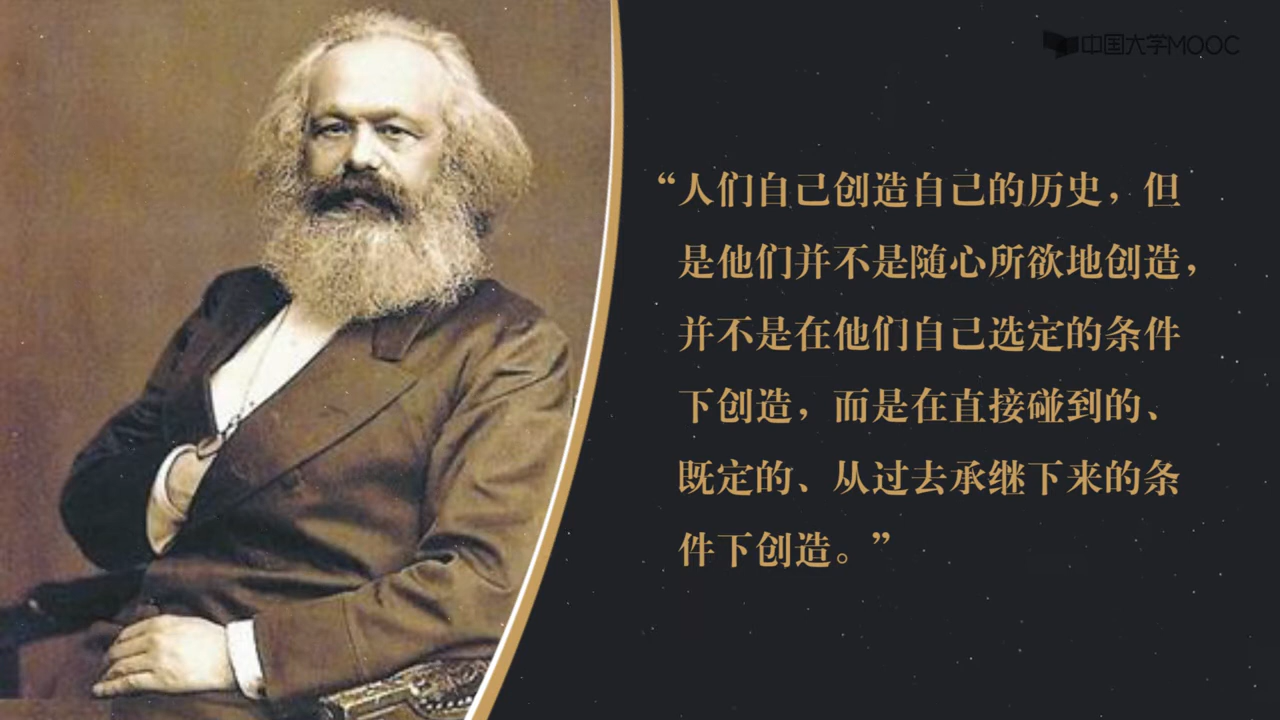 中国大学MOOC
“人们自己创造自己的历史，但
是他们并不是随心所欲地创造，
并不是在他们自己选定的条件
下创造，而是在直接碰到的、
既定的、从过去承继下来的条
件下创造。”